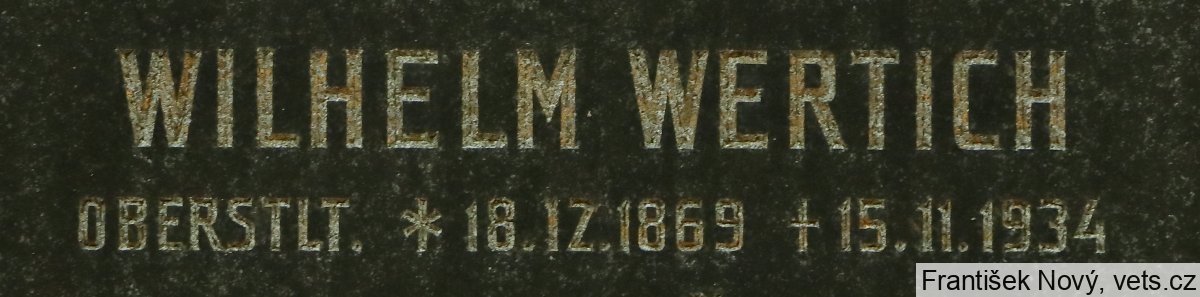 WILHELM WERTICH
OBERSTLT. * 18.12.1869 † 15.11.1934
František Nový, vets.cz